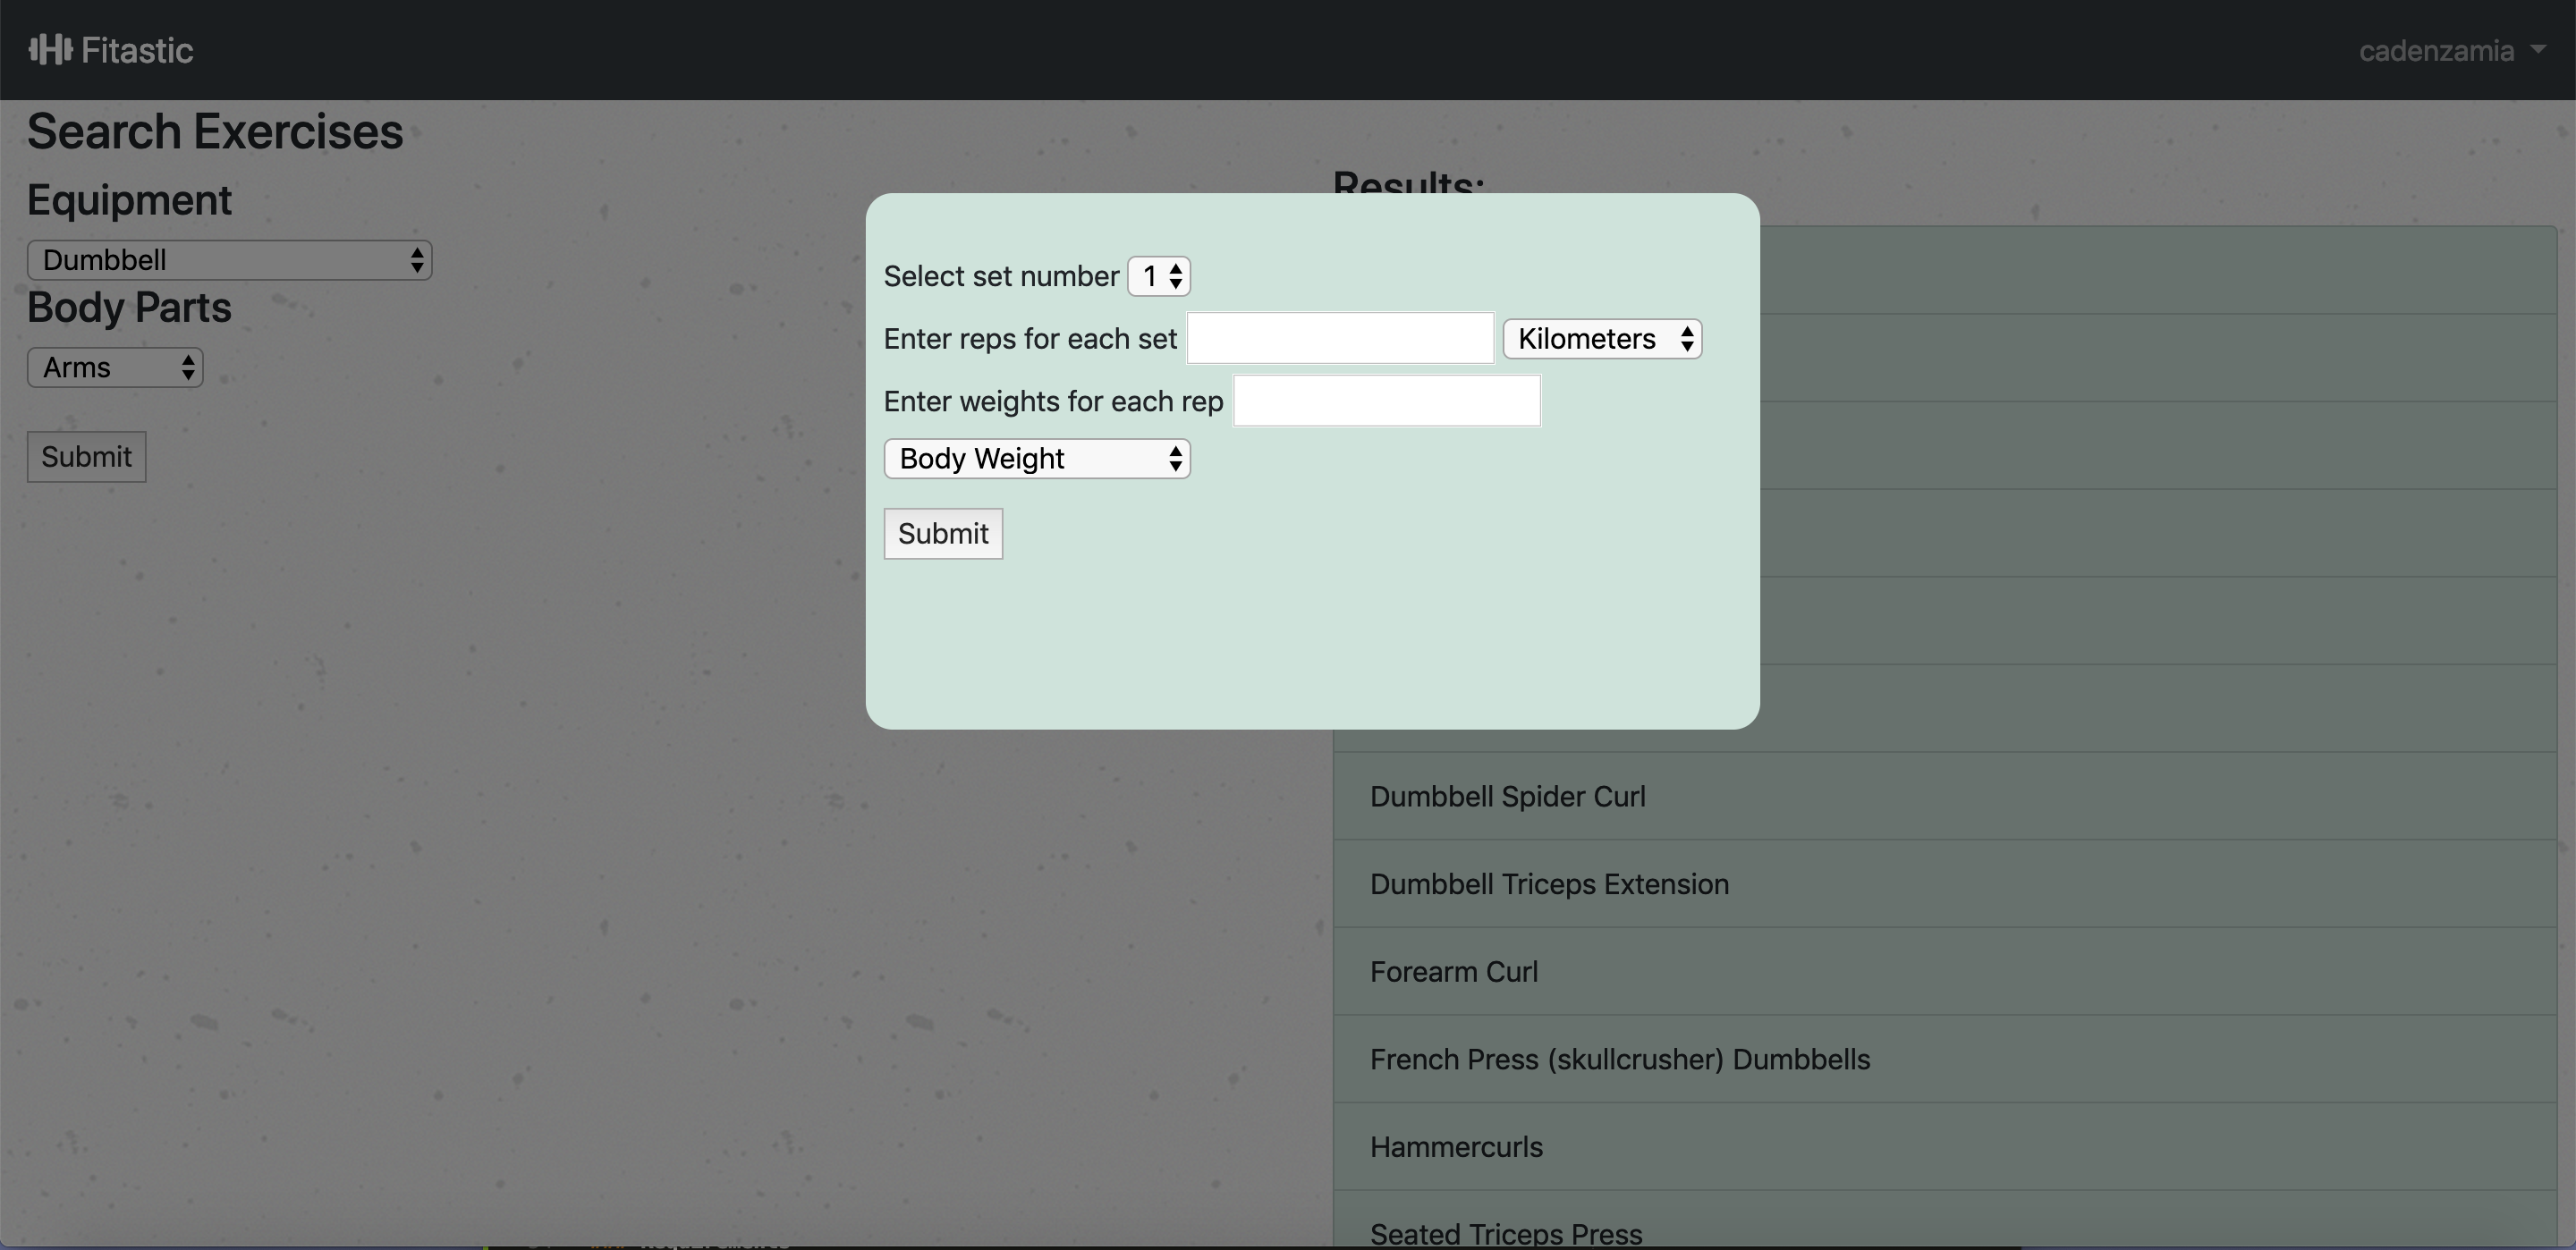 Fitastic
cadenzamia
Search Exercises
Equipment
Dumbbell
Body Parts
Arms
Submit
Results:
Select set number 1
Enter reps for each set Kilometers
Enter weights for each rep
Body Weight
Submit
Dumbbell Spider Curl
Dumbbell Triceps Extension
Forearm Curl
French Press (skullcrusher) Dumbbells
Hammercurls
Seated Triceps Press